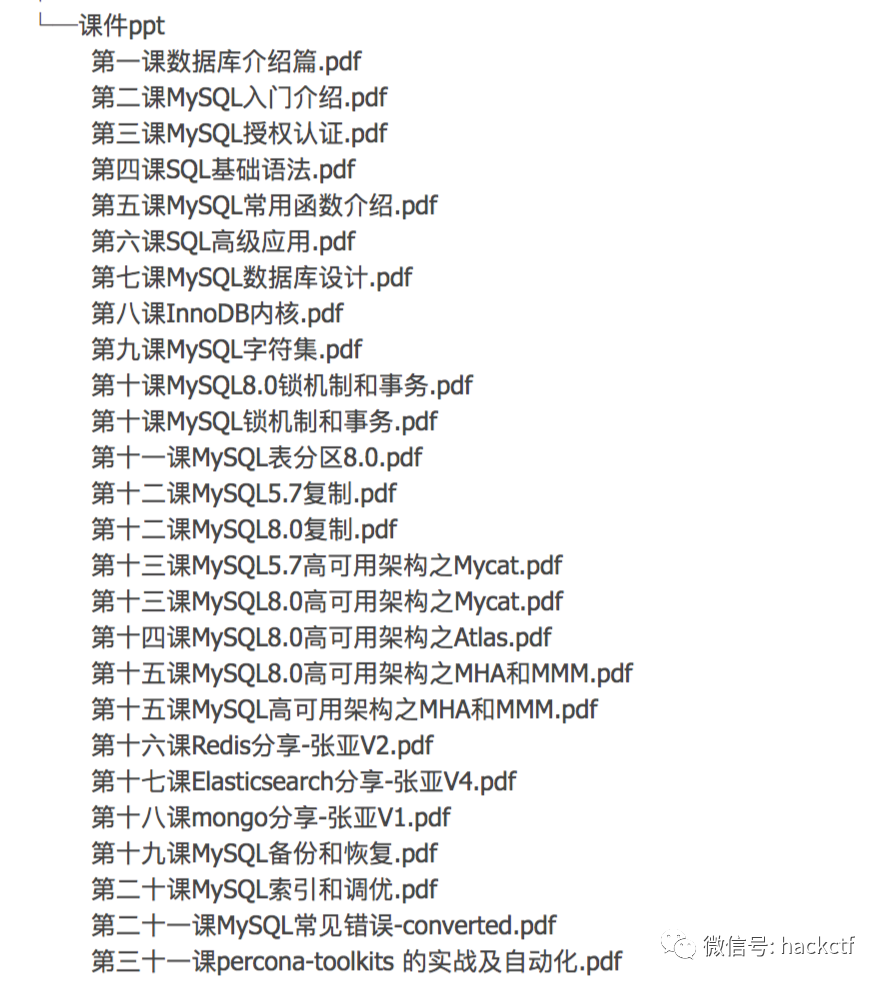 课件ppt
第一课数据库介绍篇.pdf
第二课MySQL入门介绍.pdf
第三课MySQL授权认证.pdf
第四课SQL基础语法.pdf
第五课MySQL常用函数介绍.pdf
第六课SQL高级应用.pdf
第七课MySQL数据库设计.pdf
第八课InnoDB内核.pdf
第九课MySQL字符集.pdf
第十课MySQL8.0锁机制和事务.pdf
第十课MySQL锁机制和事务.pdf
第十一课MySQL表分区8.0.pdf
第十二课MySQL5.7复制.pdf
第十二课MySQL8.0复制.pdf
第十三课MySQL5.7高可用架构之Mycat.pdf
第十三课MySQL8.0高可用架构之Mycat.pdf
第十四课MySQL8.0高可用架构之Atlas.pdf
第十五课MySQL8.0高可用架构之MHA和MMM.pdf
第十五课MySQL高可用架构之MHA和MMM.pdf
第十六课Redis分享-张亚V2.pdf
第十七课Elasticsearch分享-张亚V4.pdf
第十八课mongo分享-张亚V1.pdf
第十九课MySQL备份和恢复.pdf
第二十课MySQL索引和调优.pdf
第二十一课MySQL常见错误-converted.pdf
第三十一课percona-toolkits 的实战及自动化.pdf
微信号: hackctf